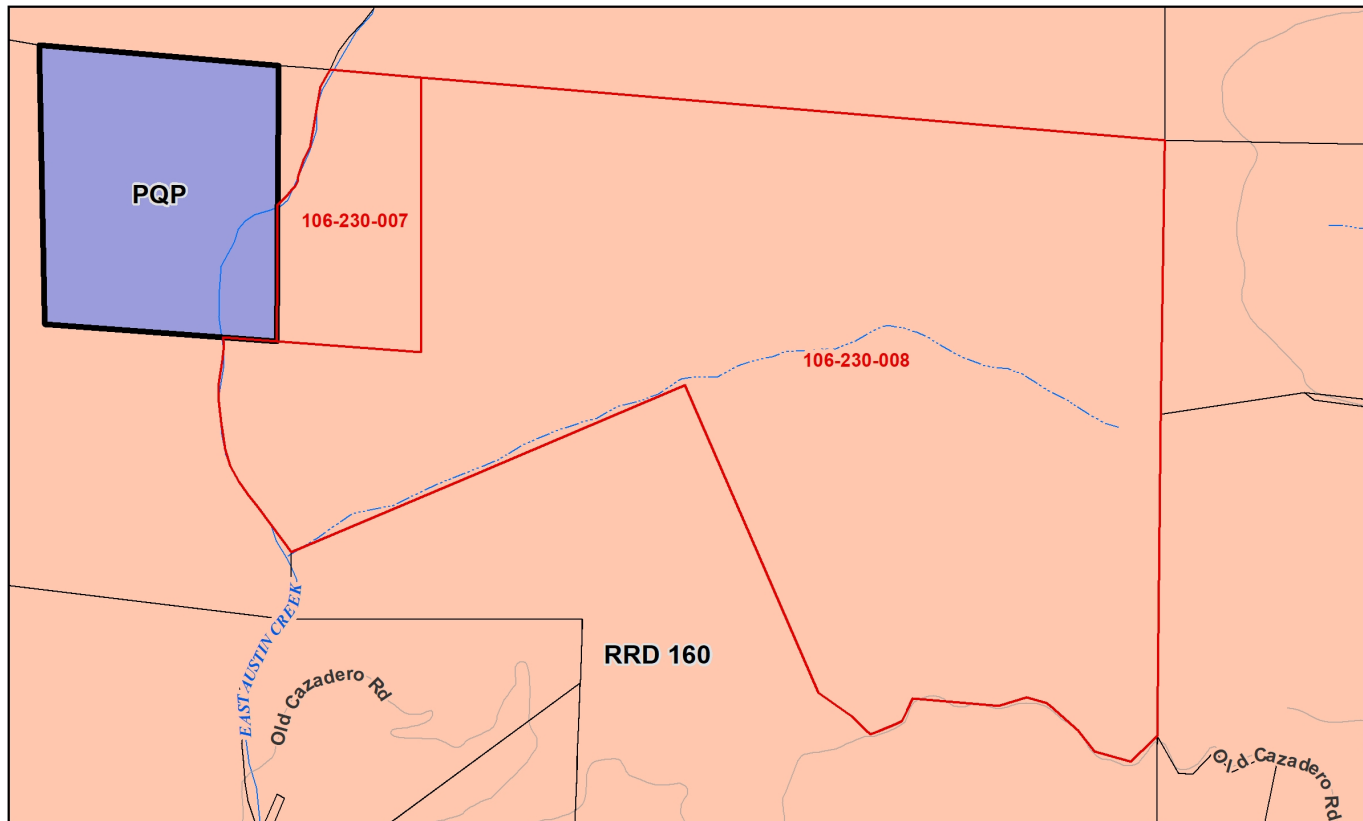 PQP
106-230-007
106-230-008
RRD 160
EAST AUSTIN CREEK
Old Cazadero Rd
Old Cazadero Rd